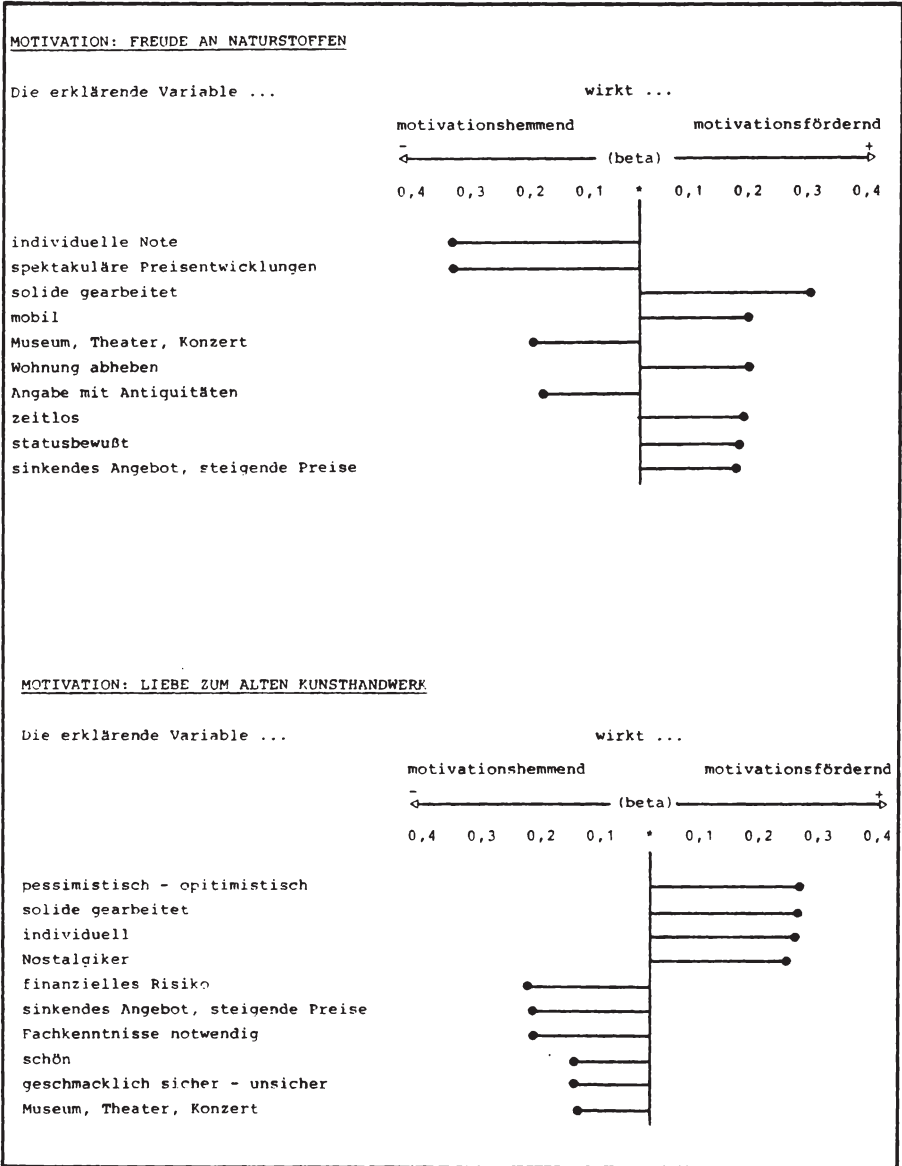 MOTIVATION: FREUDE AN NATURSTOFFEN
Die erklärende Variable ... wirkt ...
motivationshemmend motivationsfördernd
- (beta) +
0,4 0,3 0,2 0,1 * 0,1 0,2 0,3 0,4
individuelle Note
spektakuläre Preisentwicklungen
solide gearbeitet
mobil
Museum, Theater, Konzert
Wohnung abheben
Angabe mit Antiquitäten
zeitlos
statusbewußt
sinkendes Angebot, steigende Preise
MOTIVATION: LIEBE ZUM ALTEN KUNSTHANDWERK
Die erklärende Variable ... wirkt ...
motivationshemmend motivationsfördernd
- (beta) +
0,4 0,3 0,2 0,1 * 0,1 0,2 0,3 0,4
pessimistisch - opitimistisch
solide gearbeitet
individuell
Nostalgiker
finanzielles Risiko
sinkendes Angebot, steigende Preise
Fachkenntnisse notwendig
schön
geschmacklich sicher - unsicher
Museum, Theater, Konzert